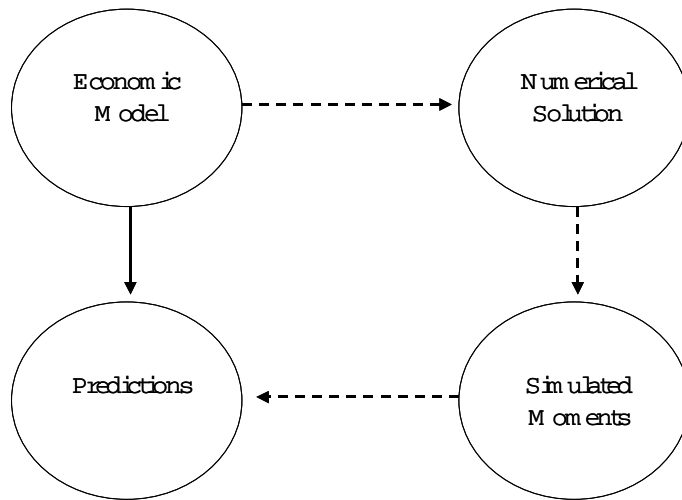 Economic
Model
Numerical
Solution
Predictions
Simulated
Moments